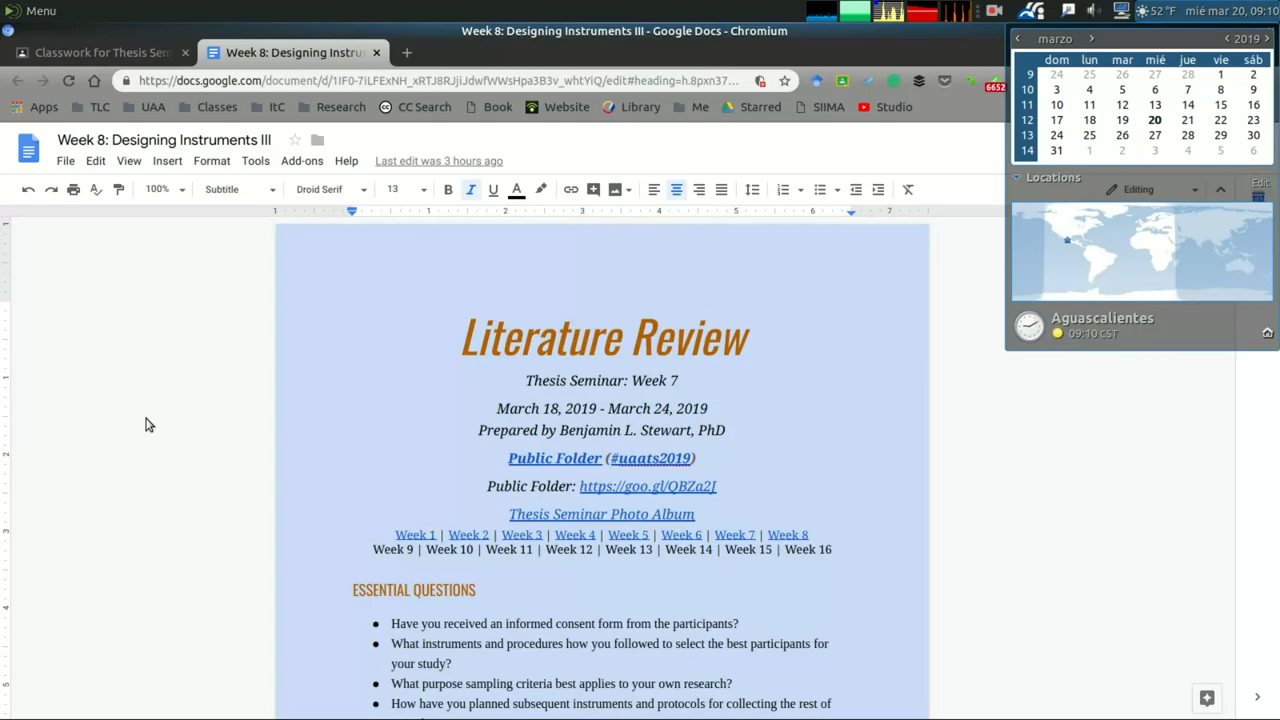 Menu
52 °F mié mar 20, 09:10
Week 8: Designing Instruments III - Google Docs - Chromium
Classwork for Thesis Sem
Week 8: Designing Instrum
https://docs.google.com/document/d/1IF0-7iLFExNH_xRTJ8RJjiJdwfWWsHpa3B3v_whtYiQ/edit#heading=h.8pxn37...
6652
Apps TLC UAA Classes ItC Research CC Search Book Website Library Me Starred SIIMA Studio
Week 8: Designing Instruments III
File Edit View Insert Format Tools Add-ons Help Last edit was 3 hours ago
100% Subtitle Droid Serif 13 B I U A
Editing
Edit
1 1 2 3 4 5 6 7
Literature Review
Thesis Seminar: Week 7
March 18, 2019 - March 24, 2019
Prepared by Benjamin L. Stewart, PhD
Public Folder (#uaats2019)
Public Folder: https://goo.gl/QBZa2J
Thesis Seminar Photo Album
Week 1 | Week 2 | Week 3 | Week 4 | Week 5 | Week 6 | Week 7 | Week 8
Week 9 | Week 10 | Week 11 | Week 12 | Week 13 | Week 14 | Week 15 | Week 16
ESSENTIAL QUESTIONS
● Have you received an informed consent form from the participants?
● What instruments and procedures how you followed to select the best participants for
your study?
● What purpose sampling criteria best applies to your own research?
● How have you planned subsequent instruments and protocols for collecting the rest of
marzo 2019
dom lun mar mié jue vie sáb
9 24 25 26 27 28 1 2
10 3 4 5 6 7 8 9
11 10 11 12 13 14 15 16
12 17 18 19 20 21 22 23
13 24 25 26 27 28 29 30
14 31 1 2 3 4 5 6
Locations
Aguascalientes
09:10 CST